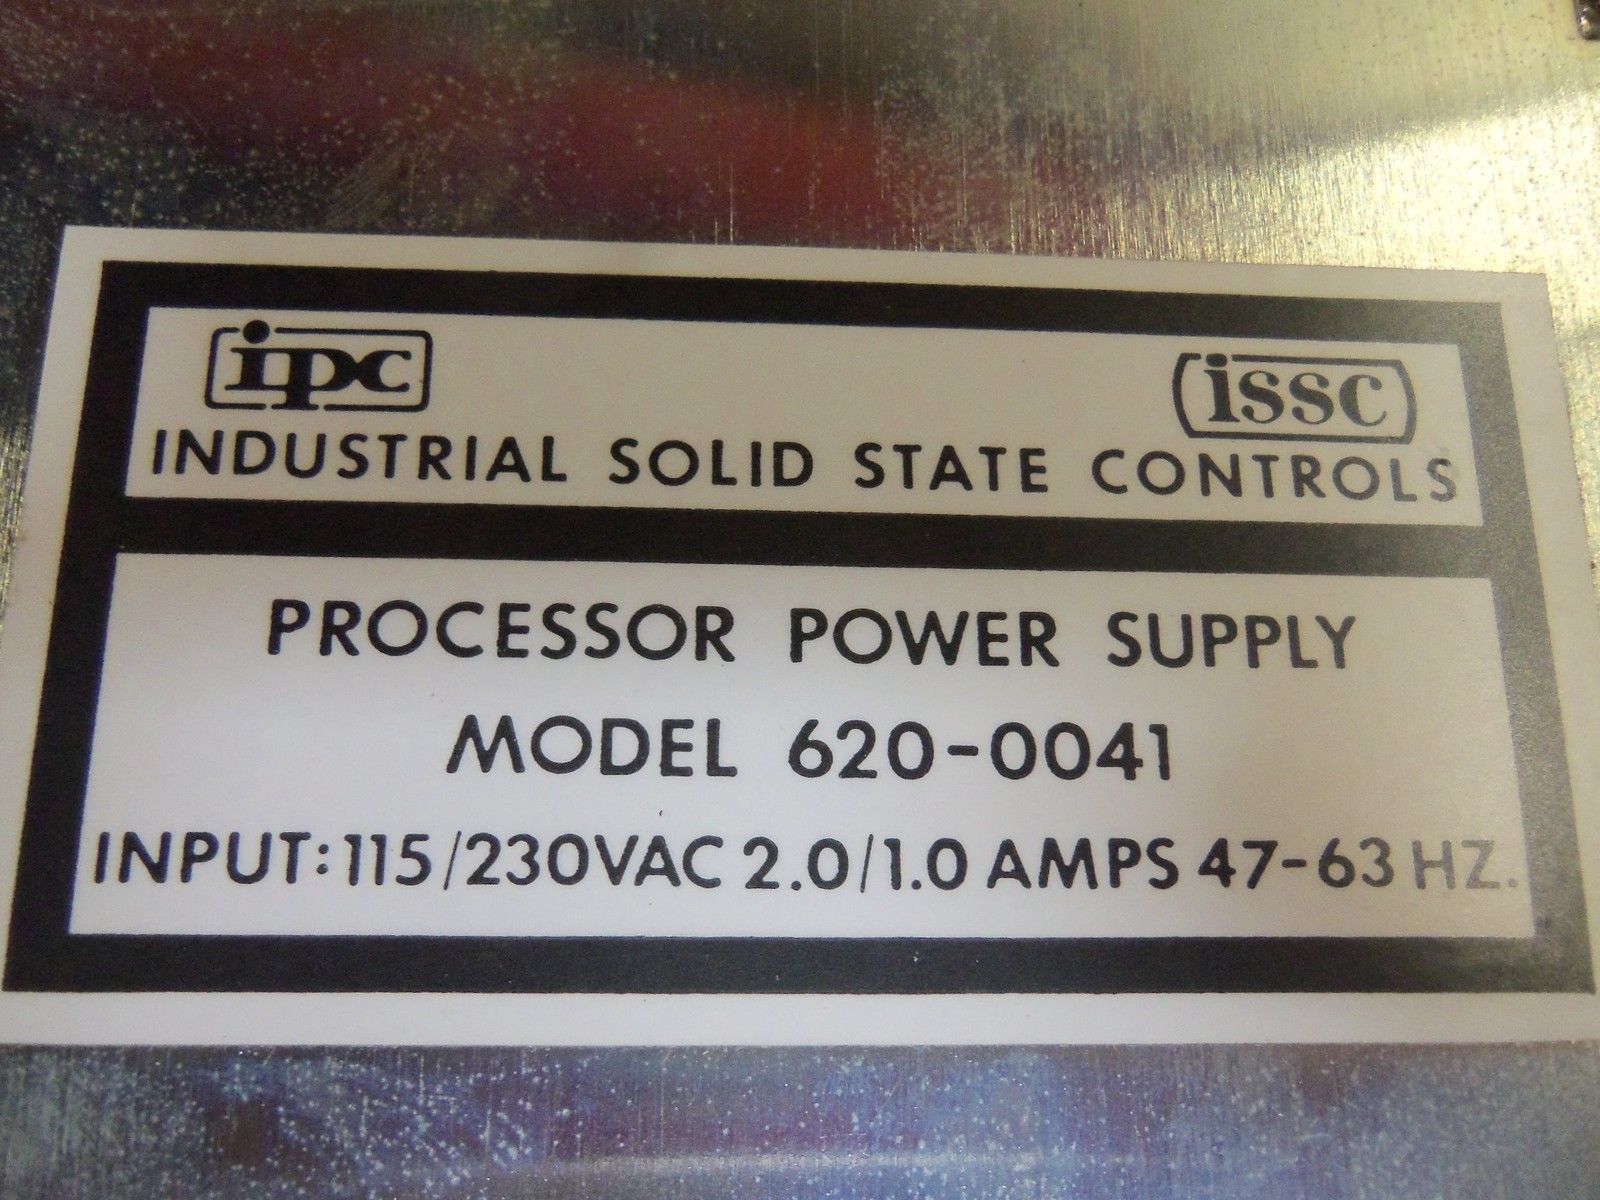 ipc issc
INDUSTRIAL SOLID STATE CONTROLS
PROCESSOR POWER SUPPLY
MODEL 620-0041
INPUT: 115/230VAC 2.0/1.0 AMPS 47-63 HZ.